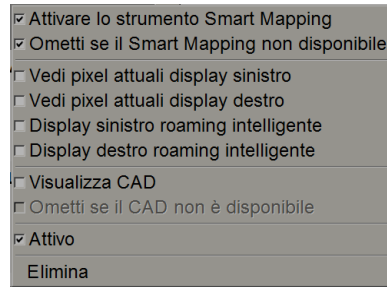 Attivare lo strumento Smart Mapping
Ometti se il Smart Mapping non disponibile
Vedi pixel attuali display sinistro
Vedi pixel attuali display destro
Display sinistro roaming intelligente
Display destro roaming intelligente
Visualizza CAD
Ometti se il CAD non è disponibile
Attivo
Elimina